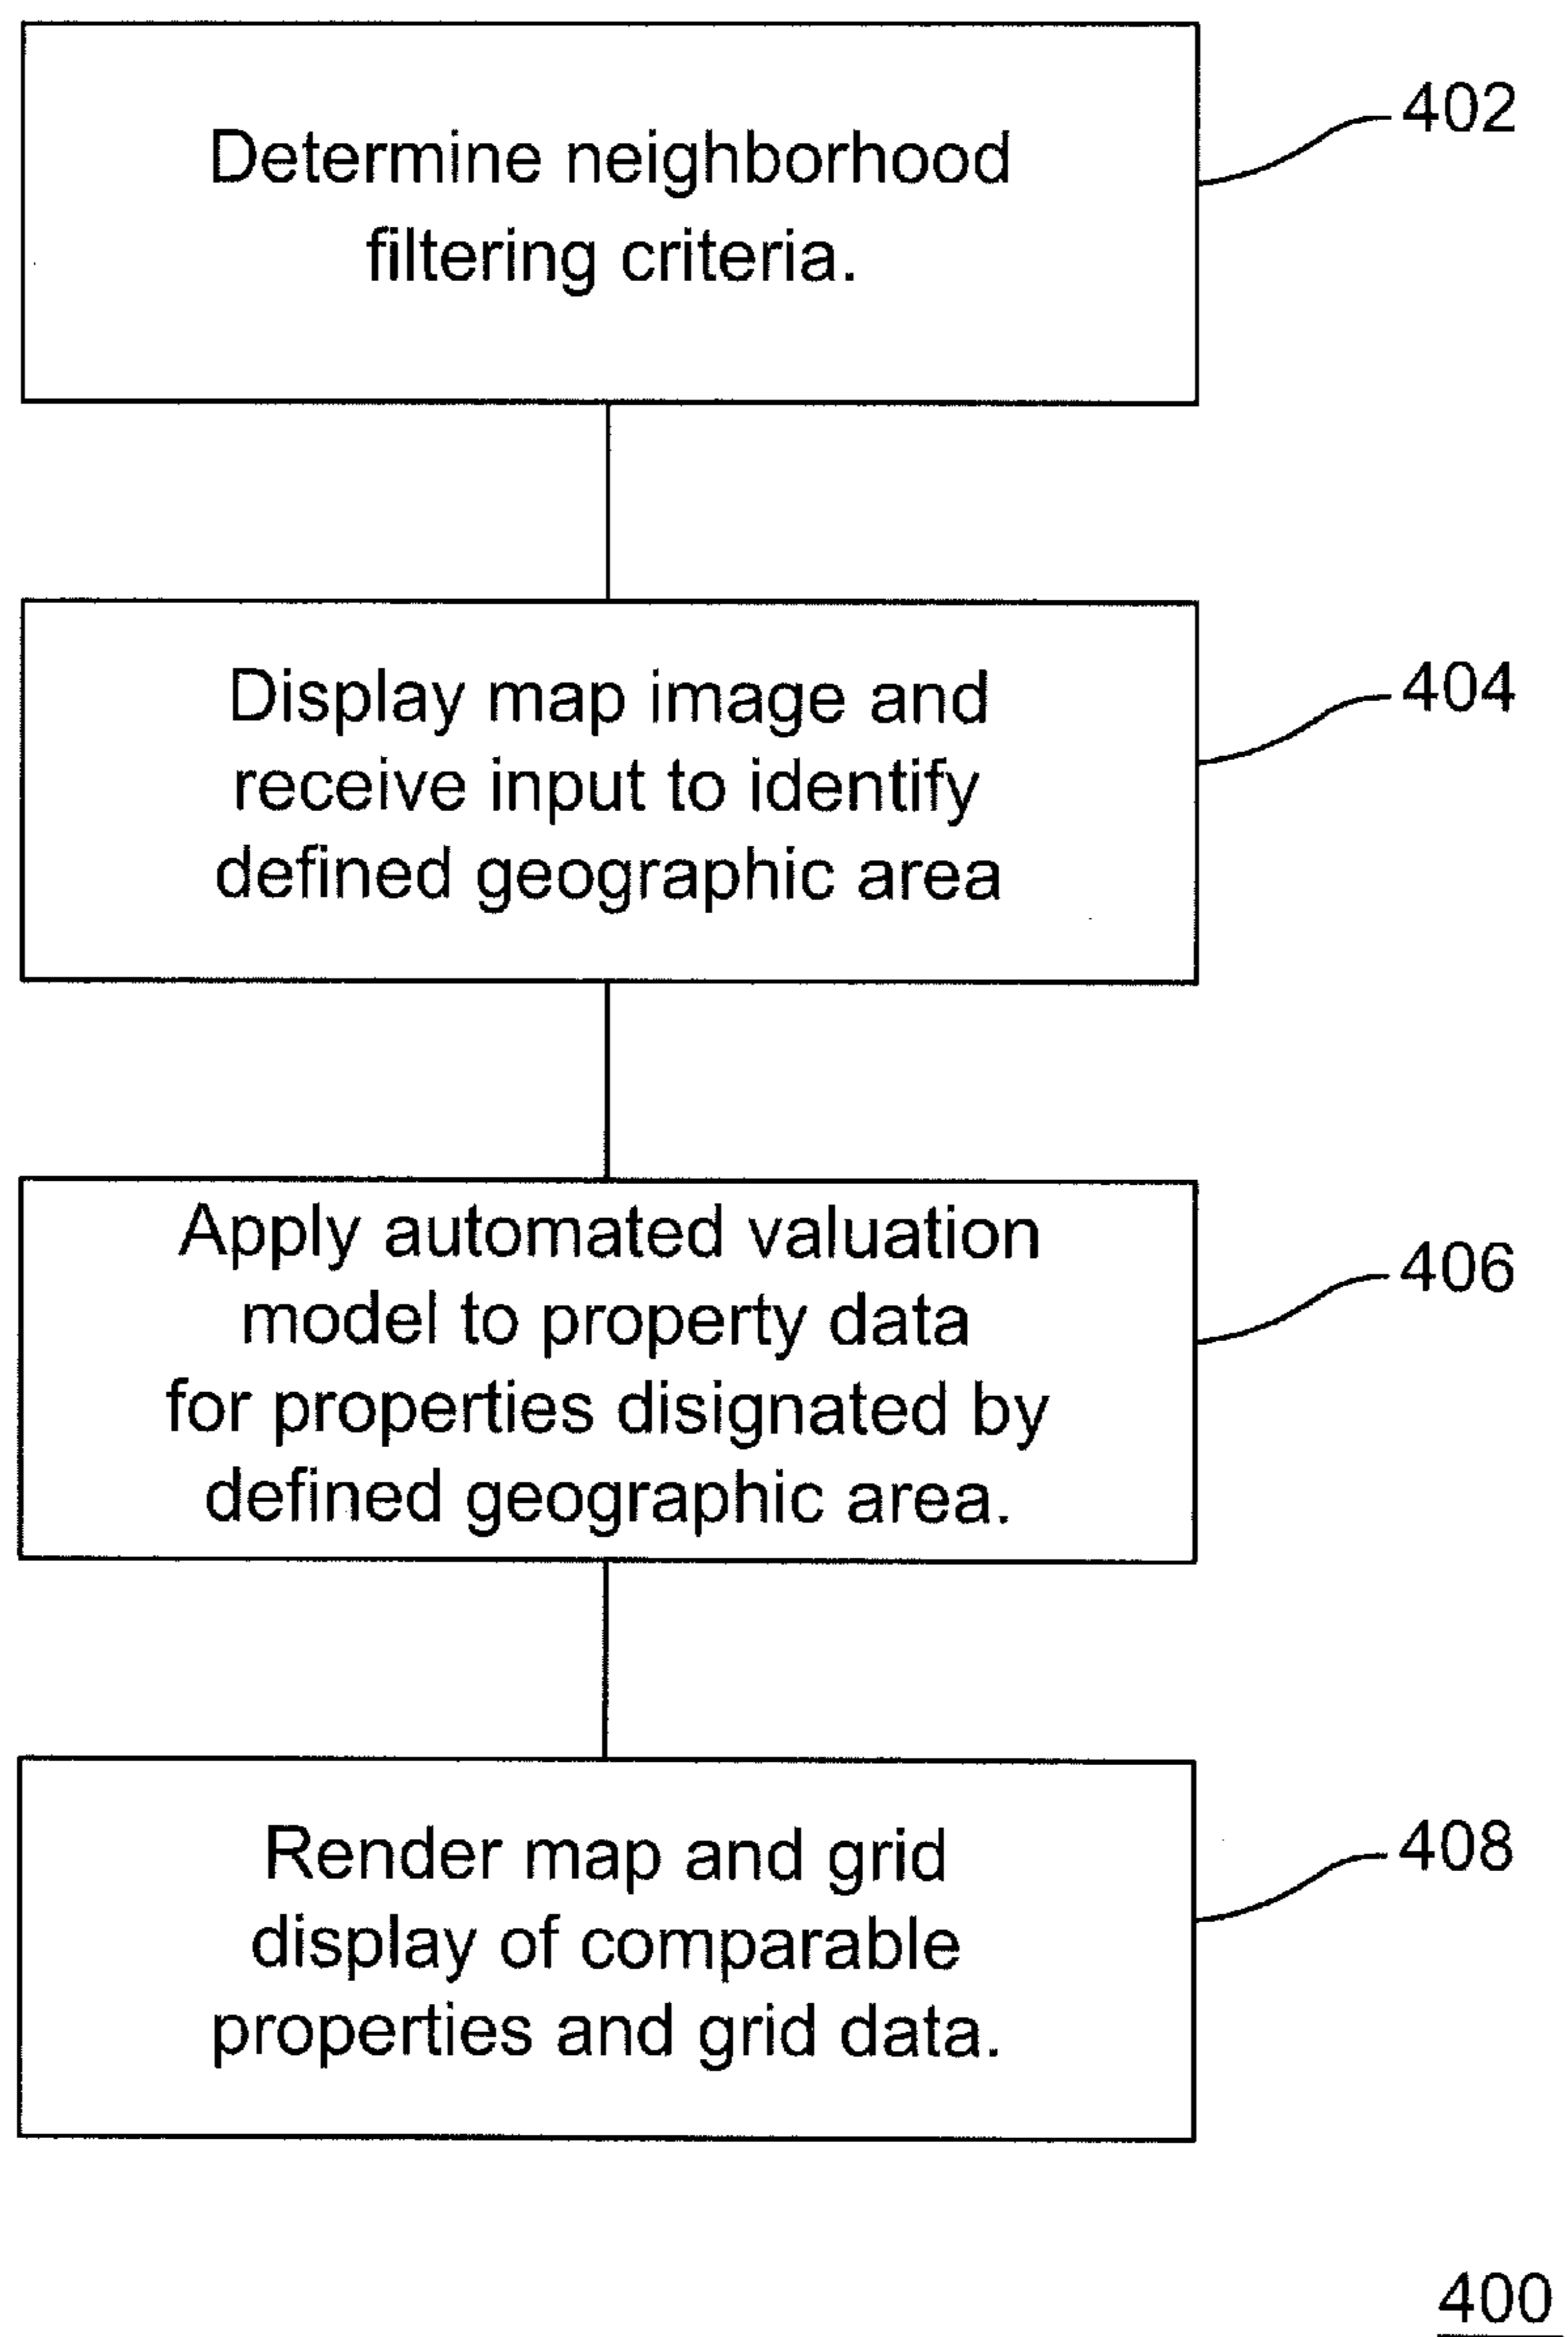 Determine neighborhood
filtering criteria.
402
Display map image and
receive input to identify
defined geographic area
404
Apply automated valuation
model to property data
for properties disignated by
defined geographic area.
406
Render map and grid
display of comparable
properties and grid data.
408
400